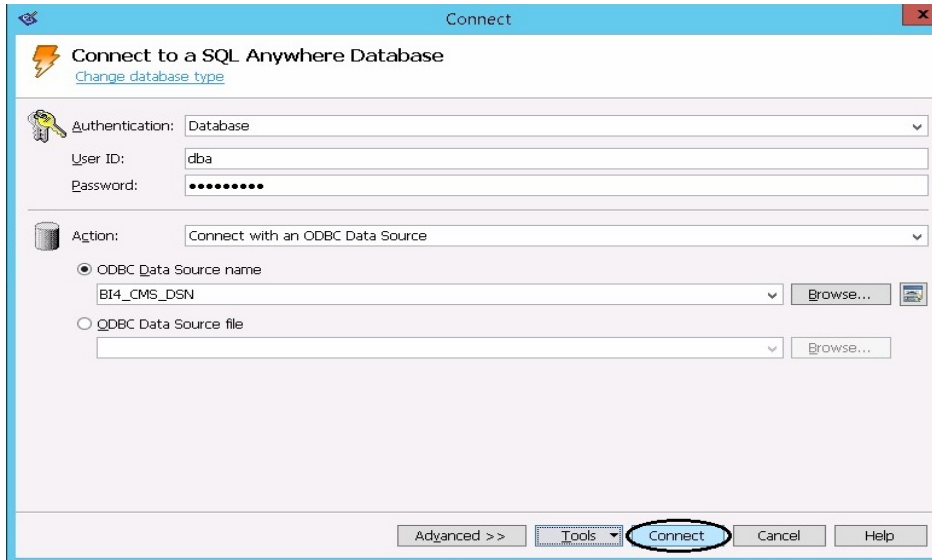 Connect
x
Connect to a SQL Anywhere Database
Change database type
Authentication: Database
User ID: dba
Password: •••••••••
Action: Connect with an ODBC Data Source
ODBC Data Source name
BI4_CMS_DSN Browse...
ODBC Data Source file
Browse...
Advanced >> Tools Connect Cancel Help